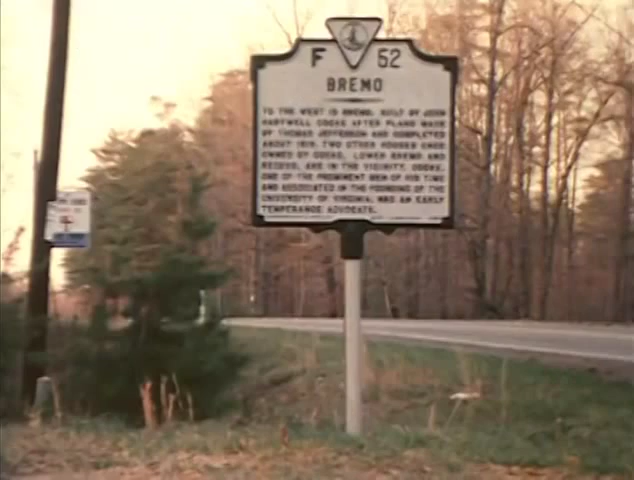 F 52
BREMO
TO THE WEST IS BREMO, BUILT BY JOHN
HARTWELL COCKE AFTER PLANS MADE
BY THOMAS JEFFERSON AND COMPLETED
ABOUT 1819. TWO OTHER HOUSES ONCE
OWNED BY COCKE, LOWER BREMO AND
RECESS, ARE IN THE VICINITY. COCKE,
ONE OF THE PROMINENT MEN OF HIS TIME
AND ASSOCIATED IN THE FOUNDING OF THE
UNIVERSITY OF VIRGINIA, WAS AN EARLY
TEMPERANCE ADVOCATE.